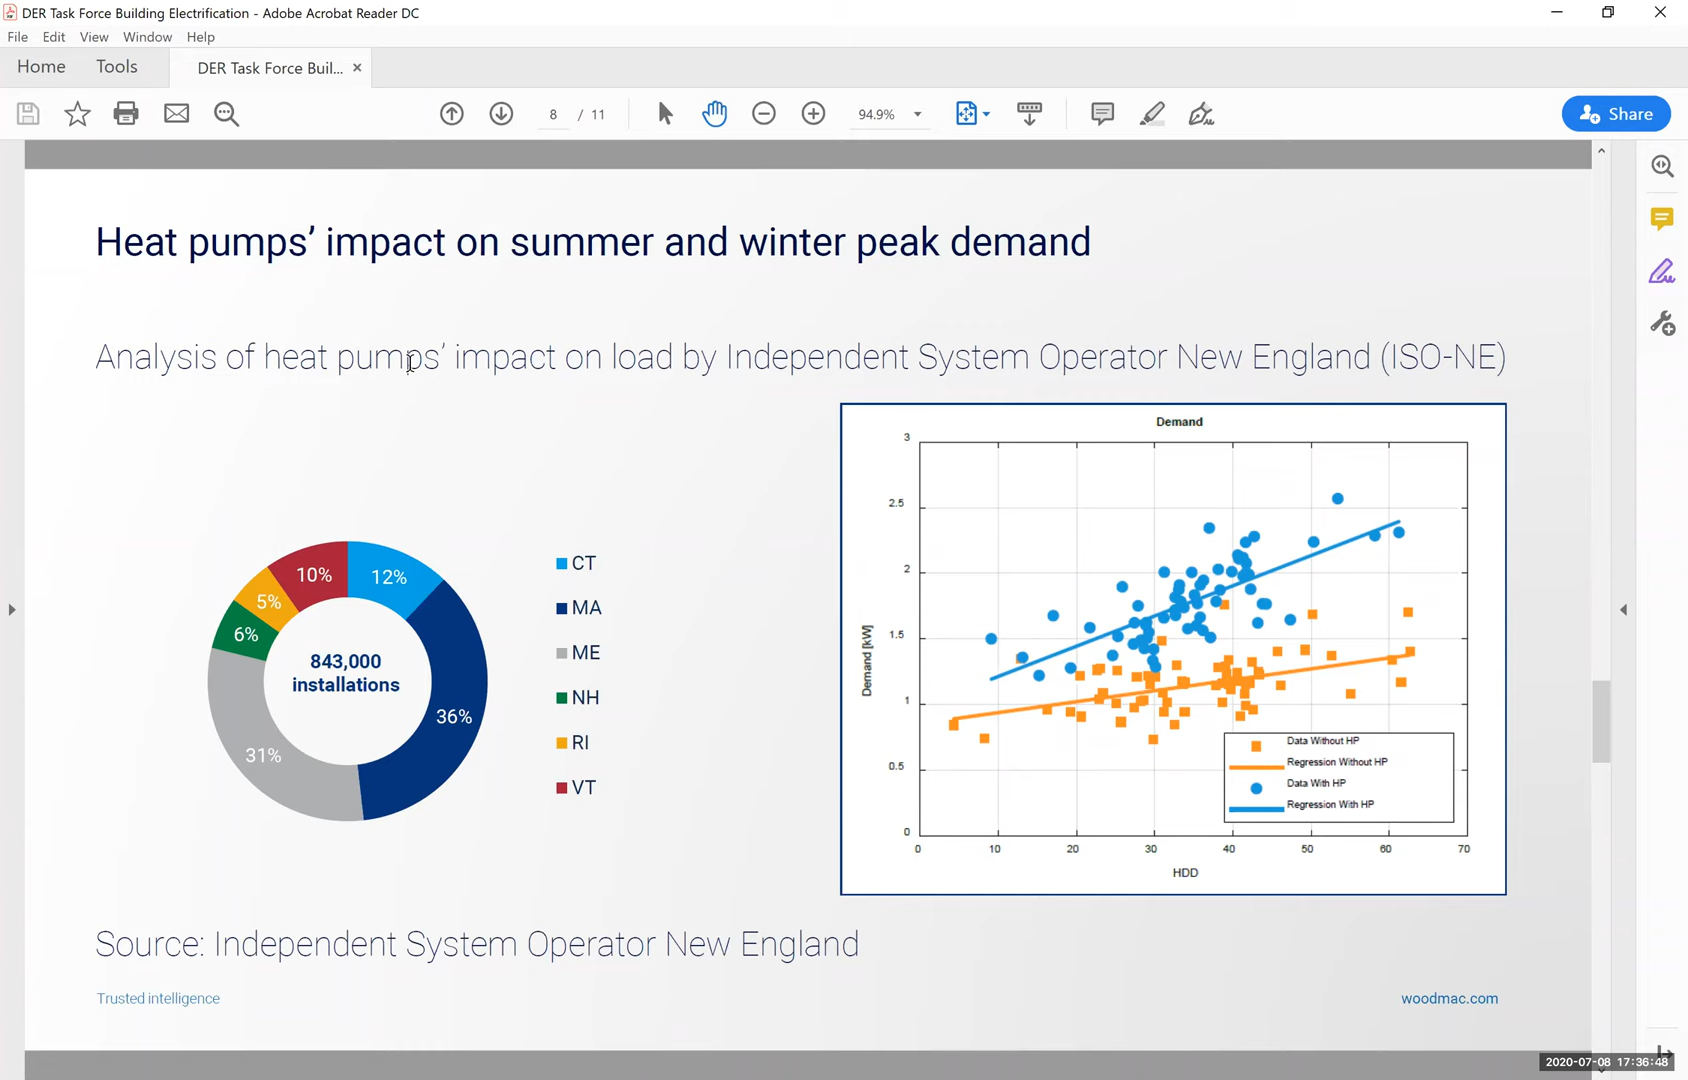 DER Task Force Building Electrification - Adobe Acrobat Reader DC
File Edit View Window Help
Home Tools DER Task Force Buil... ×
8 / 11 94.9% Share
Heat pumps’ impact on summer and winter peak demand
Analysis of heat pumps’ impact on load by Independent System Operator New England (ISO-NE)
10% 12%
5%
6%
31%
36%
843,000
installations
CT
MA
ME
NH
RI
VT
Demand
3
2.5
2
1.5
1
0.5
0
Demand [kW]
Data Without HP
Regression Without HP
Data With HP
Regression With HP
0 10 20 30 40 50 60 70
HDD
Source: Independent System Operator New England
Trusted intelligence
woodmac.com
2020-07-08 17:36:48